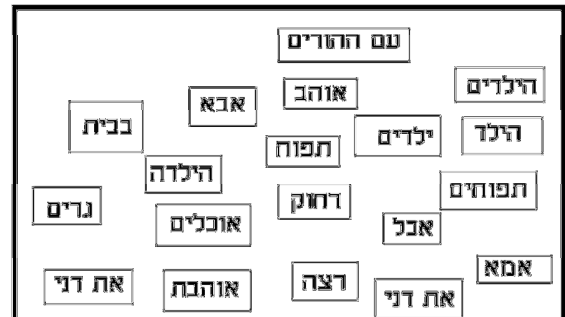 עם ההורים
הילדים
אוהב
אבא
בבית
הילד
ילדים
תפוח
הילדה
תפוחים
רחוק
גרים
אוכלים
אכל
אמא
רצה
את דני
אוהבת
את דני